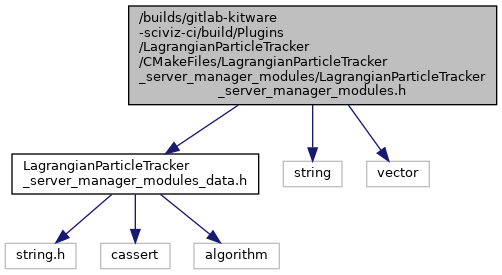 /builds/gitlab-kitware
-sciviz-ci/build/Plugins
/LagrangianParticleTracker
/CMakeFiles/LagrangianParticleTracker
_server_manager_modules/LagrangianParticleTracker
_server_manager_modules.h
LagrangianParticleTracker
_server_manager_modules_data.h
string
vector
string.h
cassert
algorithm